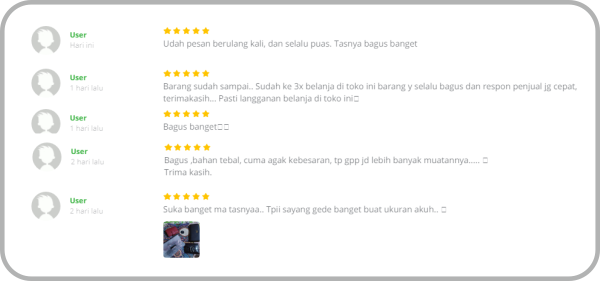 User
Hari ini
Udah pesan berulang kali, dan selalu puas. Tasnya bagus banget
User
1 hari lalu
Barang sudah sampai.. Sudah ke 3x belanja di toko ini barang y selalu bagus dan respon penjual jg cepat,
terimakasih... Pasti langganan belanja di toko ini
User
1 hari lalu
Bagus banget
User
2 hari lalu
Bagus ,bahan tebal, cuma agak kebesaran, tp gpp jd lebih banyak muatannya.....
Trima kasih.
User
2 hari lalu
Suka banget ma tasnyaa.. Tpii sayang gede banget buat ukuran akuh..